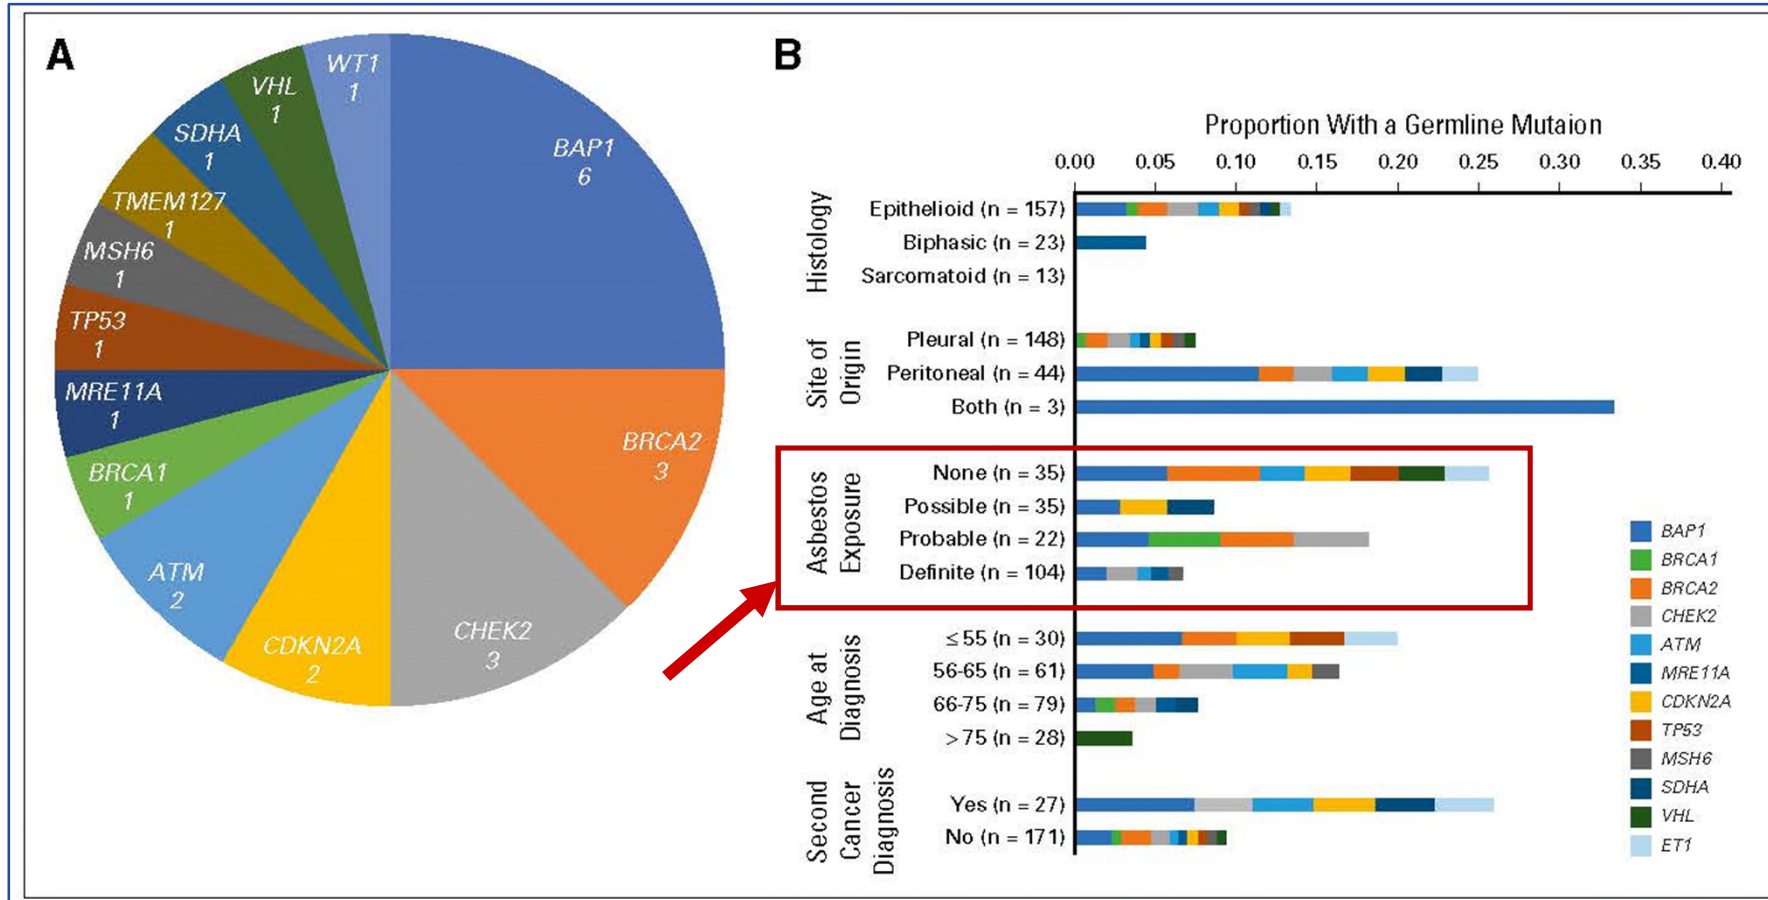 A
WT1
1
VHL
1
SDHA
1
TMEM127
1
MSH6
1
TP53
1
MRE11A
1
BRCA1
1
ATM
2
CDKN2A
2
CHEK2
3
BRCA2
3
BAP1
6
B
Proportion With a Germline Mutaion
0.00 0.05 0.10 0.15 0.20 0.25 0.30 0.35 0.40
Histology
Epithelioid (n = 157)
Biphasic (n = 23)
Sarcomatoid (n = 13)
Site of
Origin
Pleural (n = 148)
Peritoneal (n = 44)
Both (n = 3)
Asbestos
Exposure
None (n = 35)
Possible (n = 35)
Probable (n = 22)
Definite (n = 104)
Age at
Diagnosis
≤ 55 (n = 30)
56-65 (n = 61)
66-75 (n = 79)
> 75 (n = 28)
Second
Cancer
Diagnosis
Yes (n = 27)
No (n = 171)
BAP1
BRCA1
BRCA2
CHEK2
ATM
MRE11A
CDKN2A
TP53
MSH6
SDHA
VHL
ET1